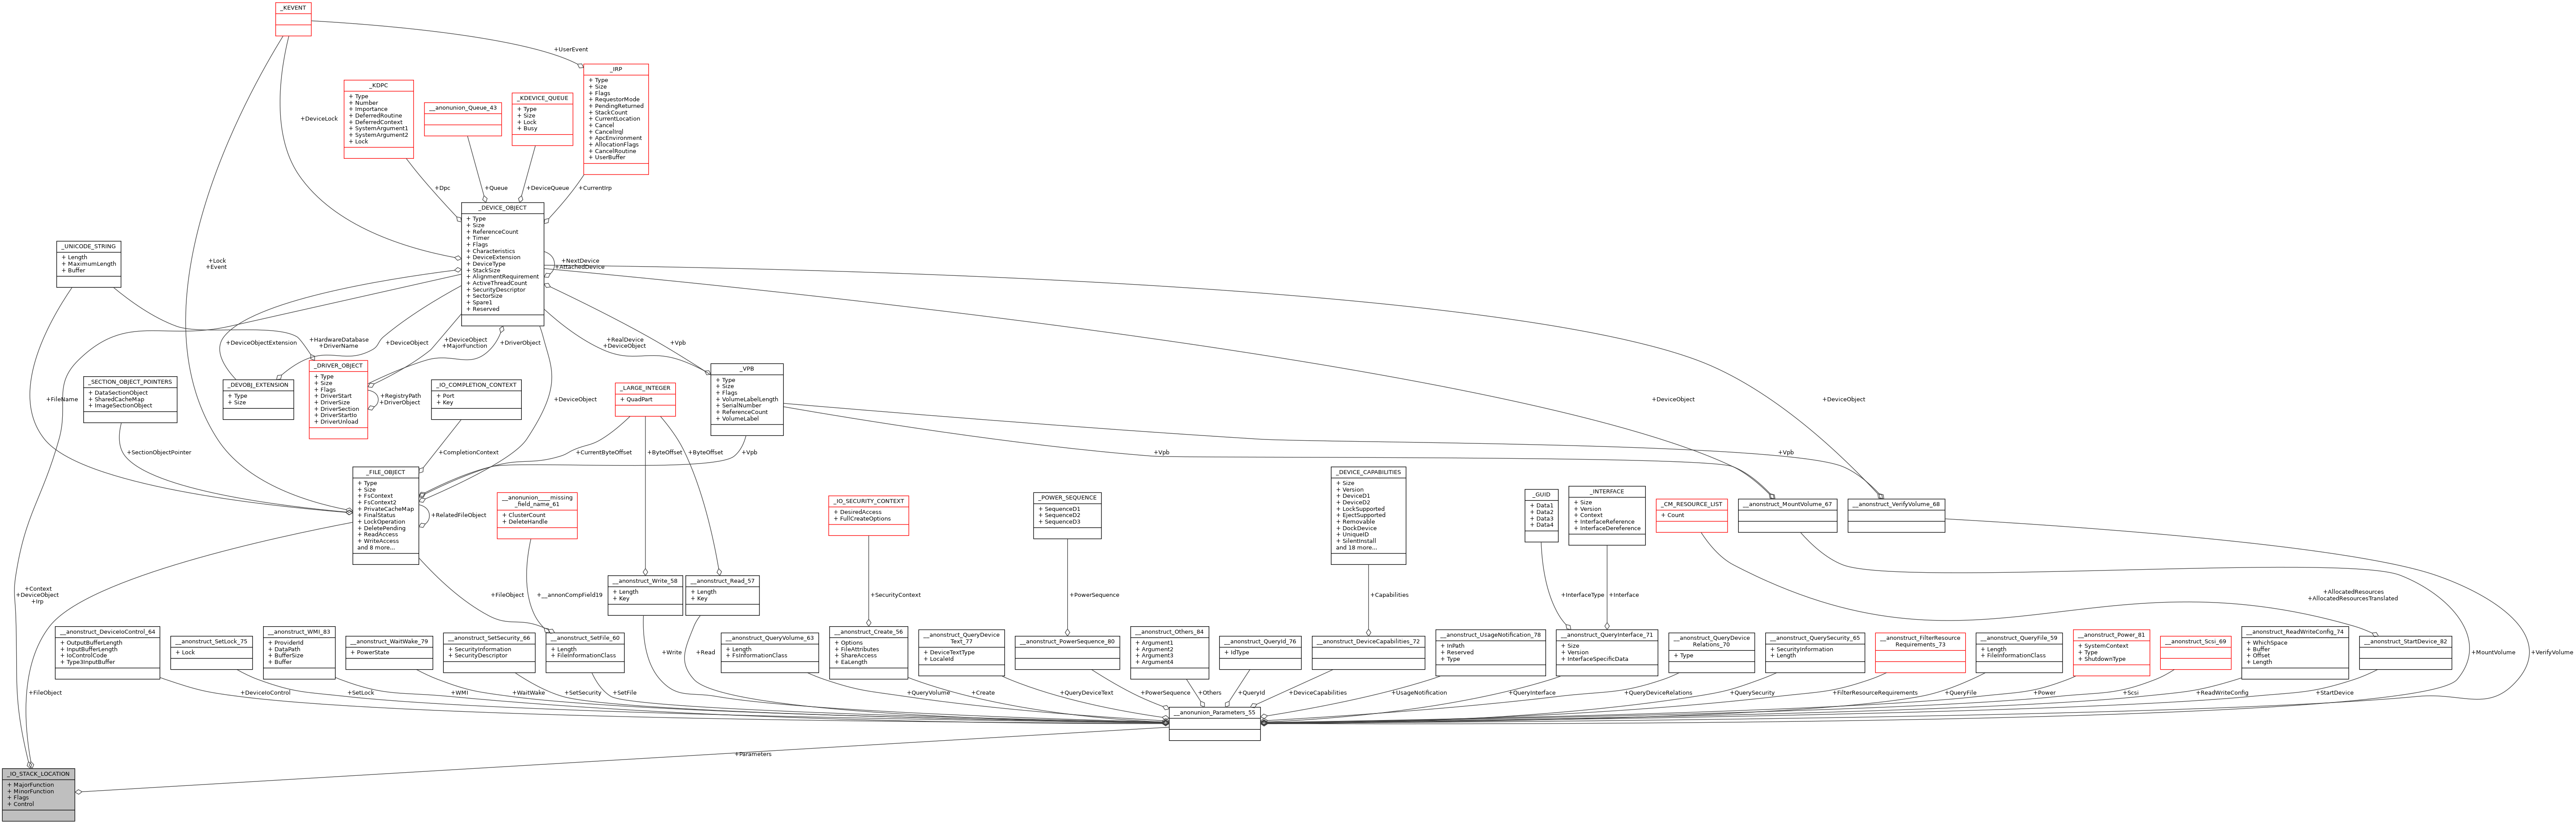 _KEVENT
+UserEvent
_IRP
+ Type
+ Size
+ Flags
+ RequestorMode
+ PendingReturned
+ StackCount
+ CurrentLocation
+ Cancel
+ CancelIrql
+ ApcEnvironment
+ AllocationFlags
+ CancelRoutine
+ UserBuffer
_KDPC
+ Type
+ Number
+ Importance
+ DeferredRoutine
+ DeferredContext
+ SystemArgument1
+ SystemArgument2
+ Lock
__anonunion_Queue_43
_KDEVICE_QUEUE
+ Type
+ Size
+ Lock
+ Busy
+DeviceLock
+Dpc
+Queue
+DeviceQueue
+CurrentIrp
_DEVICE_OBJECT
+ Type
+ Size
+ ReferenceCount
+ Timer
+ Flags
+ Characteristics
+ DeviceExtension
+ DeviceType
+ StackSize
+ AlignmentRequirement
+ ActiveThreadCount
+ SecurityDescriptor
+ SectorSize
+ Spare1
+ Reserved
+NextDevice
+AttachedDevice
_UNICODE_STRING
+ Length
+ MaximumLength
+ Buffer
+Lock
+Event
+DeviceObjectExtension
+HardwareDatabase
+DriverName
+DeviceObject
+DeviceObject
+MajorFunction
+DriverObject
+RealDevice
+DeviceObject
+Vpb
_SECTION_OBJECT_POINTERS
+ DataSectionObject
+ SharedCacheMap
+ ImageSectionObject
_DEVOBJ_EXTENSION
+ Type
+ Size
_DRIVER_OBJECT
+ Type
+ Size
+ Flags
+ DriverStart
+ DriverSize
+ DriverSection
+ DriverStartIo
+ DriverUnload
+RegistryPath
+DriverObject
_IO_COMPLETION_CONTEXT
+ Port
+ Key
_LARGE_INTEGER
+ QuadPart
_VPB
+ Type
+ Size
+ Flags
+ VolumeLabelLength
+ SerialNumber
+ ReferenceCount
+ VolumeLabel
+FileName
+DeviceObject
+DeviceObject
+DeviceObject
+SectionObjectPointer
+CompletionContext
+CurrentByteOffset
+ByteOffset
+ByteOffset
+Vpb
+Vpb
+Vpb
_FILE_OBJECT
+ Type
+ Size
+ FsContext
+ FsContext2
+ PrivateCacheMap
+ FinalStatus
+ LockOperation
+ DeletePending
+ ReadAccess
+ WriteAccess
and 8 more...
+RelatedFileObject
__anonunion____missing
_field_name_61
+ ClusterCount
+ DeleteHandle
_IO_SECURITY_CONTEXT
+ DesiredAccess
+ FullCreateOptions
_POWER_SEQUENCE
+ SequenceD1
+ SequenceD2
+ SequenceD3
_DEVICE_CAPABILITIES
+ Size
+ Version
+ DeviceD1
+ DeviceD2
+ LockSupported
+ EjectSupported
+ Removable
+ DockDevice
+ UniqueID
+ SilentInstall
and 18 more...
_GUID
+ Data1
+ Data2
+ Data3
+ Data4
_INTERFACE
+ Size
+ Version
+ Context
+ InterfaceReference
+ InterfaceDereference
_CM_RESOURCE_LIST
+ Count
__anonstruct_MountVolume_67
__anonstruct_VerifyVolume_68
+Context
+DeviceObject
+Irp
+FileObject
+__annonCompField19
__anonstruct_Write_58
+ Length
+ Key
__anonstruct_Read_57
+ Length
+ Key
+SecurityContext
+PowerSequence
+Capabilities
+InterfaceType
+Interface
+AllocatedResources
+AllocatedResourcesTranslated
__anonstruct_DeviceIoControl_64
+ OutputBufferLength
+ InputBufferLength
+ IoControlCode
+ Type3InputBuffer
__anonstruct_SetLock_75
+ Lock
__anonstruct_WMI_83
+ ProviderId
+ DataPath
+ BufferSize
+ Buffer
__anonstruct_WaitWake_79
+ PowerState
__anonstruct_SetSecurity_66
+ SecurityInformation
+ SecurityDescriptor
__anonstruct_SetFile_60
+ Length
+ FileInformationClass
__anonstruct_QueryVolume_63
+ Length
+ FsInformationClass
__anonstruct_Create_56
+ Options
+ FileAttributes
+ ShareAccess
+ EaLength
__anonstruct_QueryDevice
Text_77
+ DeviceTextType
+ LocaleId
__anonstruct_PowerSequence_80
__anonstruct_Others_84
+ Argument1
+ Argument2
+ Argument3
+ Argument4
__anonstruct_QueryId_76
+ IdType
__anonstruct_DeviceCapabilities_72
__anonstruct_UsageNotification_78
+ InPath
+ Reserved
+ Type
__anonstruct_QueryInterface_71
+ Size
+ Version
+ InterfaceSpecificData
__anonstruct_QueryDevice
Relations_70
+ Type
__anonstruct_QuerySecurity_65
+ SecurityInformation
+ Length
__anonstruct_FilterResource
Requirements_73
__anonstruct_QueryFile_59
+ Length
+ FileInformationClass
__anonstruct_Power_81
+ SystemContext
+ Type
+ ShutdownType
__anonstruct_Scsi_69
__anonstruct_ReadWriteConfig_74
+ WhichSpace
+ Buffer
+ Offset
+ Length
__anonstruct_StartDevice_82
+Write
+Read
+MountVolume
+VerifyVolume
+FileObject
+DeviceIoControl
+SetLock
+WMI
+WaitWake
+SetSecurity
+SetFile
+QueryVolume
+Create
+QueryDeviceText
+PowerSequence
+Others
+QueryId
+DeviceCapabilities
+UsageNotification
+QueryInterface
+QueryDeviceRelations
+QuerySecurity
+FilterResourceRequirements
+QueryFile
+Power
+Scsi
+ReadWriteConfig
+StartDevice
__anonunion_Parameters_55
+Parameters
_IO_STACK_LOCATION
+ MajorFunction
+ MinorFunction
+ Flags
+ Control